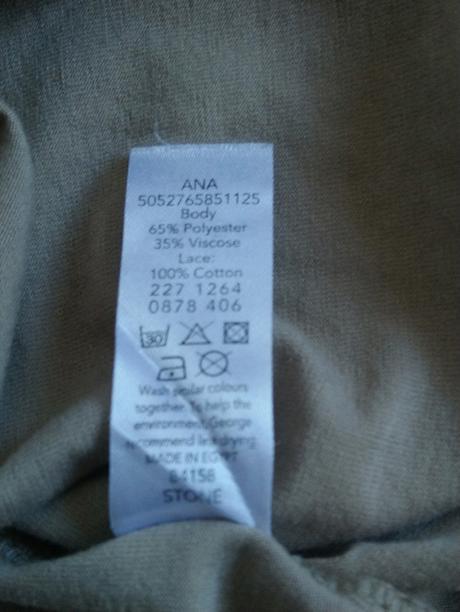 ANA
5052765851125
Body
65% Polyester
35% Viscose
Lace:
100% Cotton
227 1264
0878 406
30
Wash similar colours
together. To help the
environment, George
recommend line drying
MADE IN EGYPT
84158
STONE